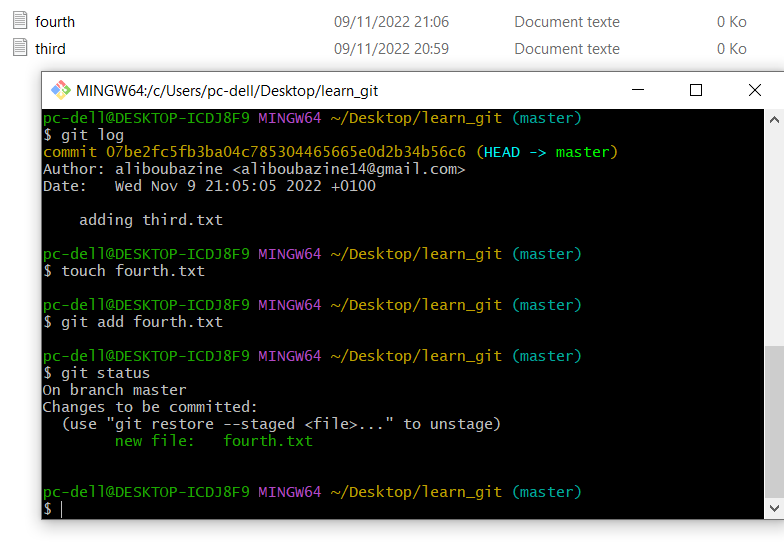 fourth 09/11/2022 21:06 Document texte 0 Ko
third 09/11/2022 20:59 Document texte 0 Ko
MINGW64:/c/Users/pc-dell/Desktop/learn_git
pc-dell@DESKTOP-ICDJ8F9 MINGW64 ~/Desktop/learn_git (master)
$ git log
commit 07be2fc5fb3ba04c785304465665e0d2b34b56c6 (HEAD -> master)
Author: aliboubazine <aliboubazine14@gmail.com>
Date:   Wed Nov 9 21:05:05 2022 +0100
    adding third.txt
pc-dell@DESKTOP-ICDJ8F9 MINGW64 ~/Desktop/learn_git (master)
$ touch fourth.txt
pc-dell@DESKTOP-ICDJ8F9 MINGW64 ~/Desktop/learn_git (master)
$ git add fourth.txt
pc-dell@DESKTOP-ICDJ8F9 MINGW64 ~/Desktop/learn_git (master)
$ git status
On branch master
Changes to be committed:
  (use "git restore --staged <file>..." to unstage)
        new file:   fourth.txt
pc-dell@DESKTOP-ICDJ8F9 MINGW64 ~/Desktop/learn_git (master)
$